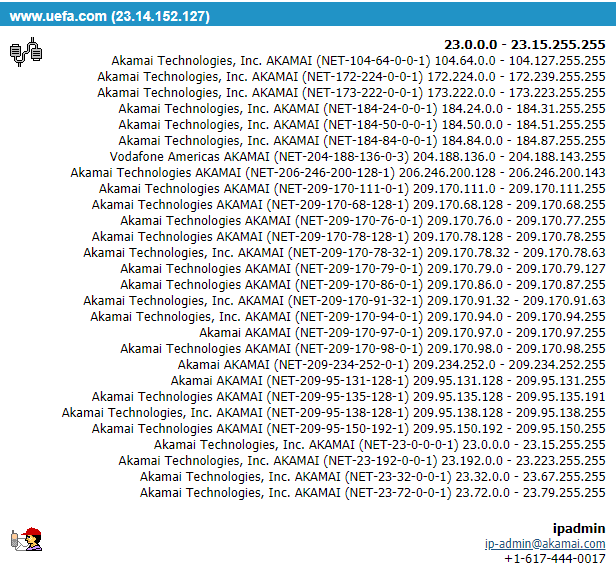 www.uefa.com (23.14.152.127)
23.0.0.0 - 23.15.255.255
Akamai Technologies, Inc. AKAMAI (NET-104-64-0-0-1) 104.64.0.0 - 104.127.255.255
Akamai Technologies, Inc. AKAMAI (NET-172-224-0-0-1) 172.224.0.0 - 172.239.255.255
Akamai Technologies, Inc. AKAMAI (NET-173-222-0-0-1) 173.222.0.0 - 173.223.255.255
Akamai Technologies, Inc. AKAMAI (NET-184-24-0-0-1) 184.24.0.0 - 184.31.255.255
Akamai Technologies, Inc. AKAMAI (NET-184-50-0-0-1) 184.50.0.0 - 184.51.255.255
Akamai Technologies, Inc. AKAMAI (NET-184-84-0-0-1) 184.84.0.0 - 184.87.255.255
Vodafone Americas AKAMAI (NET-204-188-136-0-3) 204.188.136.0 - 204.188.143.255
Akamai Technologies AKAMAI (NET-206-246-200-128-1) 206.246.200.128 - 206.246.200.143
Akamai Technologies AKAMAI (NET-209-170-111-0-1) 209.170.111.0 - 209.170.111.255
Akamai Technologies AKAMAI (NET-209-170-68-128-1) 209.170.68.128 - 209.170.68.255
Akamai Technologies AKAMAI (NET-209-170-76-0-1) 209.170.76.0 - 209.170.77.255
Akamai Technologies AKAMAI (NET-209-170-78-128-1) 209.170.78.128 - 209.170.78.255
Akamai Technologies, Inc. AKAMAI (NET-209-170-78-32-1) 209.170.78.32 - 209.170.78.63
Akamai Technologies AKAMAI (NET-209-170-79-0-1) 209.170.79.0 - 209.170.79.127
Akamai Technologies AKAMAI (NET-209-170-86-0-1) 209.170.86.0 - 209.170.87.255
Akamai Technologies, Inc. AKAMAI (NET-209-170-91-32-1) 209.170.91.32 - 209.170.91.63
Akamai Technologies, Inc. AKAMAI (NET-209-170-94-0-1) 209.170.94.0 - 209.170.94.255
Akamai AKAMAI (NET-209-170-97-0-1) 209.170.97.0 - 209.170.97.255
Akamai Technologies AKAMAI (NET-209-170-98-0-1) 209.170.98.0 - 209.170.98.255
Akamai AKAMAI (NET-209-234-252-0-1) 209.234.252.0 - 209.234.252.255
Akamai AKAMAI (NET-209-95-131-128-1) 209.95.131.128 - 209.95.131.255
Akamai Technologies AKAMAI (NET-209-95-135-128-1) 209.95.135.128 - 209.95.135.191
Akamai Technologies, Inc. AKAMAI (NET-209-95-138-128-1) 209.95.138.128 - 209.95.138.255
Akamai Technologies AKAMAI (NET-209-95-150-192-1) 209.95.150.192 - 209.95.150.255
Akamai Technologies, Inc. AKAMAI (NET-23-0-0-0-1) 23.0.0.0 - 23.15.255.255
Akamai Technologies, Inc. AKAMAI (NET-23-192-0-0-1) 23.192.0.0 - 23.223.255.255
Akamai Technologies, Inc. AKAMAI (NET-23-32-0-0-1) 23.32.0.0 - 23.67.255.255
Akamai Technologies, Inc. AKAMAI (NET-23-72-0-0-1) 23.72.0.0 - 23.79.255.255
ipadmin
ip-admin@akamai.com
+1-617-444-0017